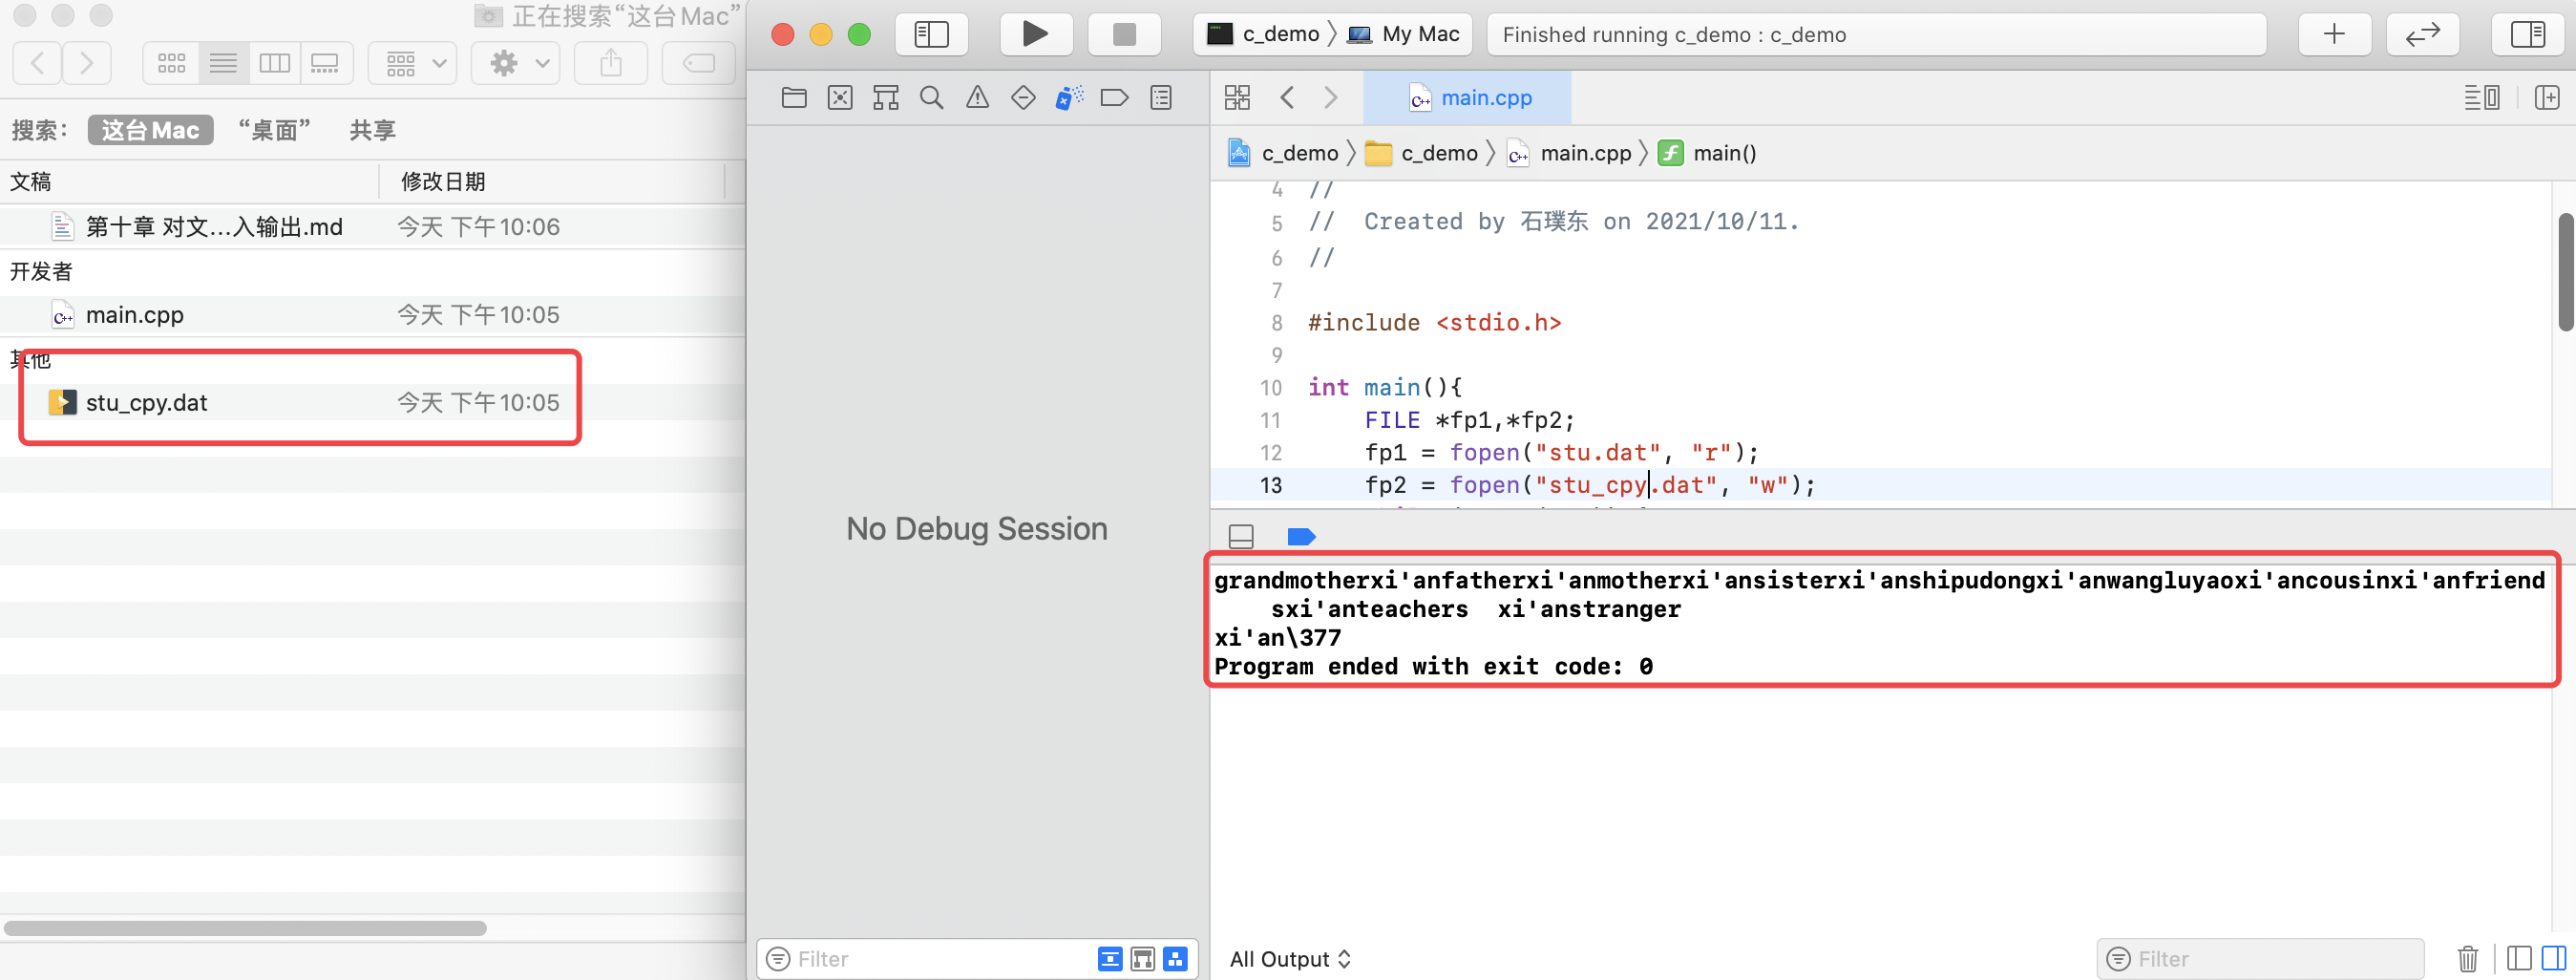 正在搜索“这台Mac”
搜索：
这台Mac
“桌面”
共享
文稿
修改日期
第十章 对文…入输出.md
今天 下午10:06
开发者
main.cpp
今天 下午10:05
其他
stu_cpy.dat
今天 下午10:05
c_demo 〉 My Mac
Finished running c_demo : c_demo
main.cpp
c_demo 〉 c_demo 〉 main.cpp 〉 main()
No Debug Session
4 //
5 //  Created by 石璞东 on 2021/10/11.
6 //
7
8 #include <stdio.h>
9
10 int main(){
11     FILE *fp1,*fp2;
12     fp1 = fopen("stu.dat", "r");
13     fp2 = fopen("stu_cpy.dat", "w");
grandmotherxi'anfatherxi'anmotherxi'ansisterxi'anshipudongxi'anwangluyaoxi'ancousinxi'anfriend
    sxi'anteachers  xi'anstranger
xi'an\377
Program ended with exit code: 0
Filter
All Output
Filter